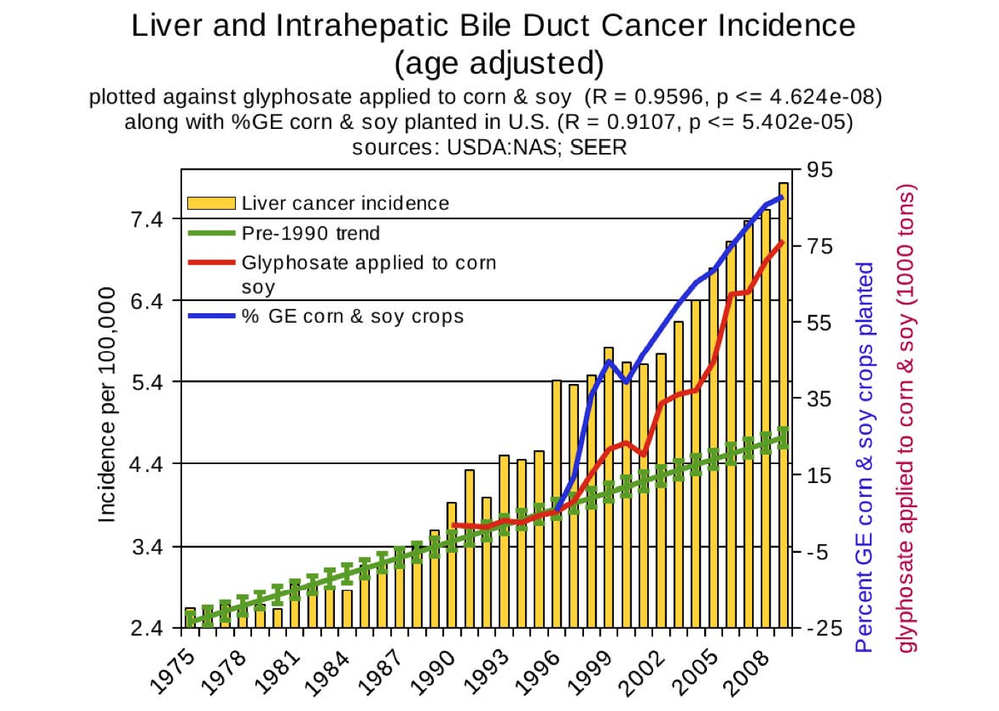 Liver and Intrahepatic Bile Duct Cancer Incidence
(age adjusted)
plotted against glyphosate applied to corn & soy (R = 0.9596, p <= 4.624e-08)
along with %GE corn & soy planted in U.S. (R = 0.9107, p <= 5.402e-05)
sources: USDA:NAS; SEER
Liver cancer incidence
Pre-1990 trend
Glyphosate applied to corn
soy
% GE corn & soy crops
Incidence per 100,000
7.4
6.4
5.4
4.4
3.4
2.4
95
75
55
35
15
-5
-25
Percent GE corn & soy crops planted
glyphosate applied to corn & soy (1000 tons)
1975
1978
1981
1984
1987
1990
1993
1996
1999
2002
2005
2008